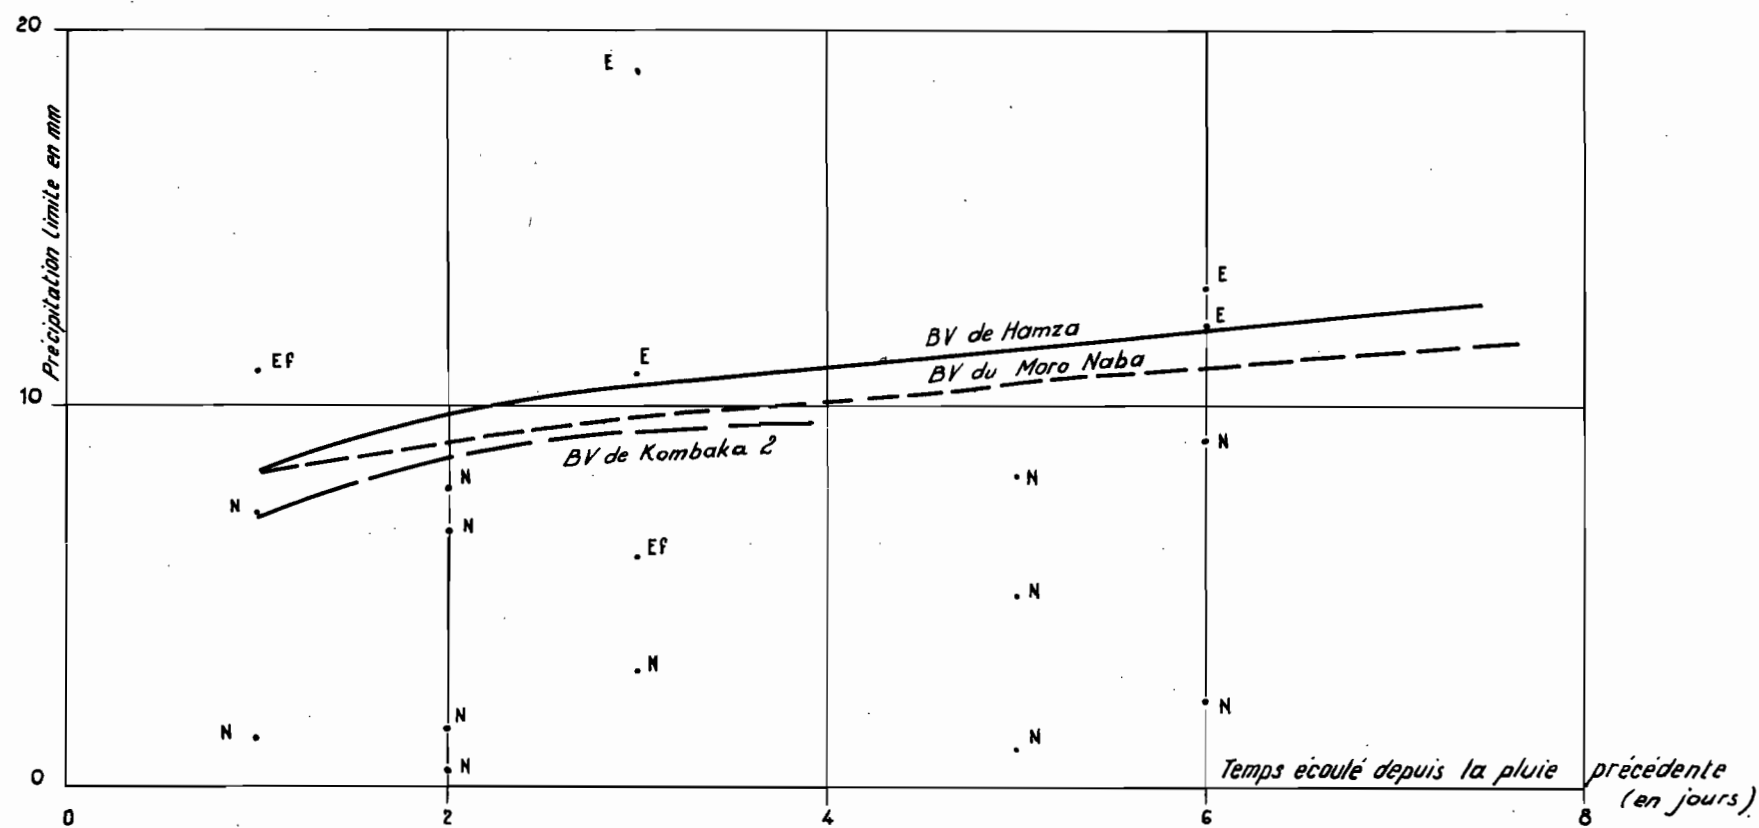 20
E
Précipitation limite en mm
E
E
BV de Hamza
Ef
E
BV du Moro Naba
10
BV de Kombaka 2
N
N
N
N
N
Ef
N
N
N
N
N
N
N
N
0
Temps écoulé depuis la pluie précédente
(en jours)
0
2
4
6
8